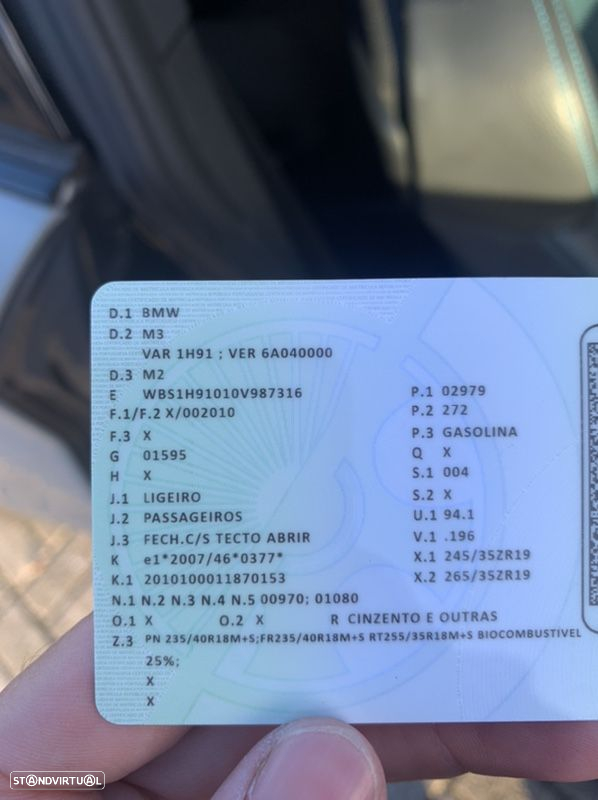 D.1 BMW
D.2 M3
VAR 1H91 ; VER 6A040000
D.3 M2
E WBS1H91010V987316 P.1 02979
F.1/F.2 X/002010 P.2 272
F.3 X P.3 GASOLINA
G 01595 Q X
H X S.1 004
J.1 LIGEIRO S.2 X
J.2 PASSAGEIROS U.1 94.1
J.3 FECH.C/S TECTO ABRIR V.1 .196
K e1*2007/46*0377* X.1 245/35ZR19
K.1 2010100011870153 X.2 265/35ZR19
N.1 N.2 N.3 N.4 N.5 00970; 01080
O.1 X O.2 X R CINZENTO E OUTRAS
Z.3 PN 235/40R18M+S;FR235/40R18M+S RT255/35R18M+S BIOCOMBUSTIVEL
25%;
X
X
STANDVIRTUAL